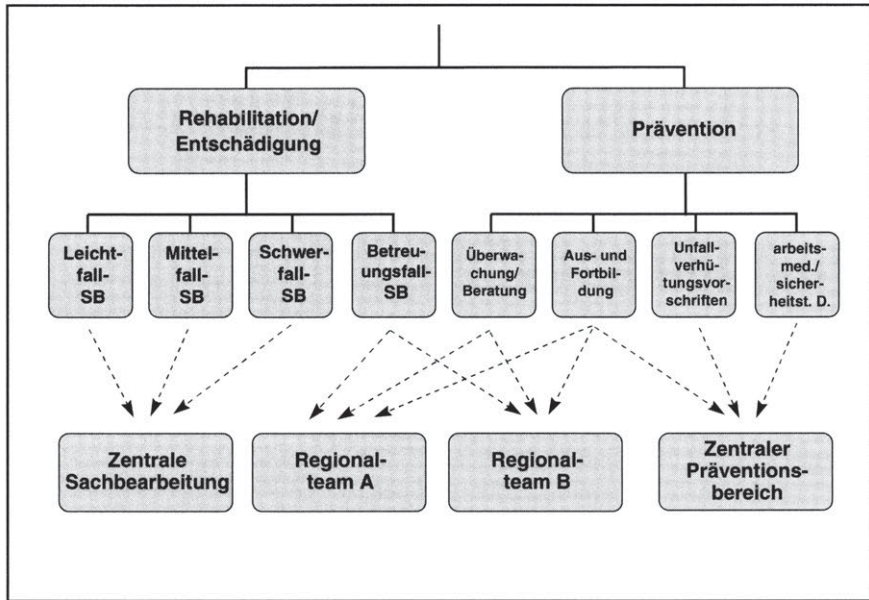 Rehabilitation/
Entschädigung
Prävention
Leicht-
fall-
SB
Mittel-
fall-
SB
Schwer-
fall-
SB
Betreu-
ungsfall-
SB
Überwa-
chung/
Beratung
Aus- und
Fortbil-
dung
Unfall-
verhü-
tungsvor-
schriften
arbeits-
med./
sicher-
heitst. D.
Zentrale
Sachbearbeitung
Regional-
team A
Regional-
team B
Zentraler
Präventions-
bereich